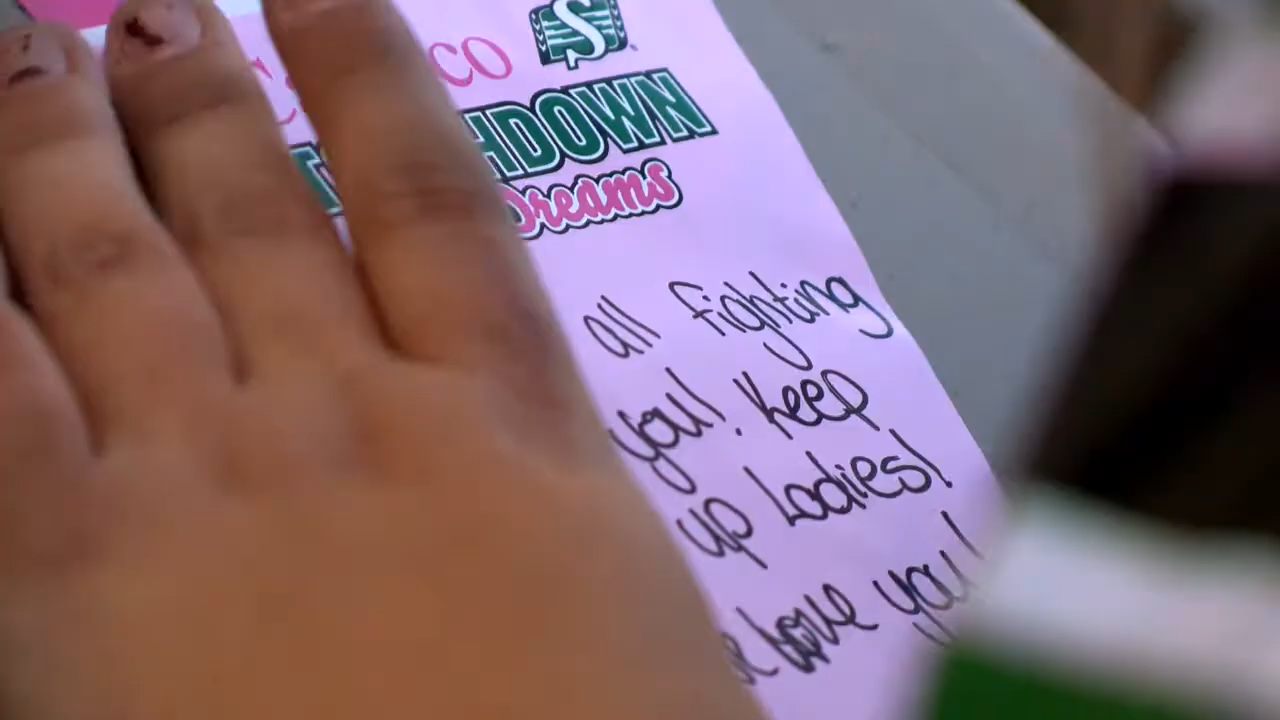 CO
S
HDOWN
Dreams
all fighting
you!. Keep
up Ladies!
Love you!